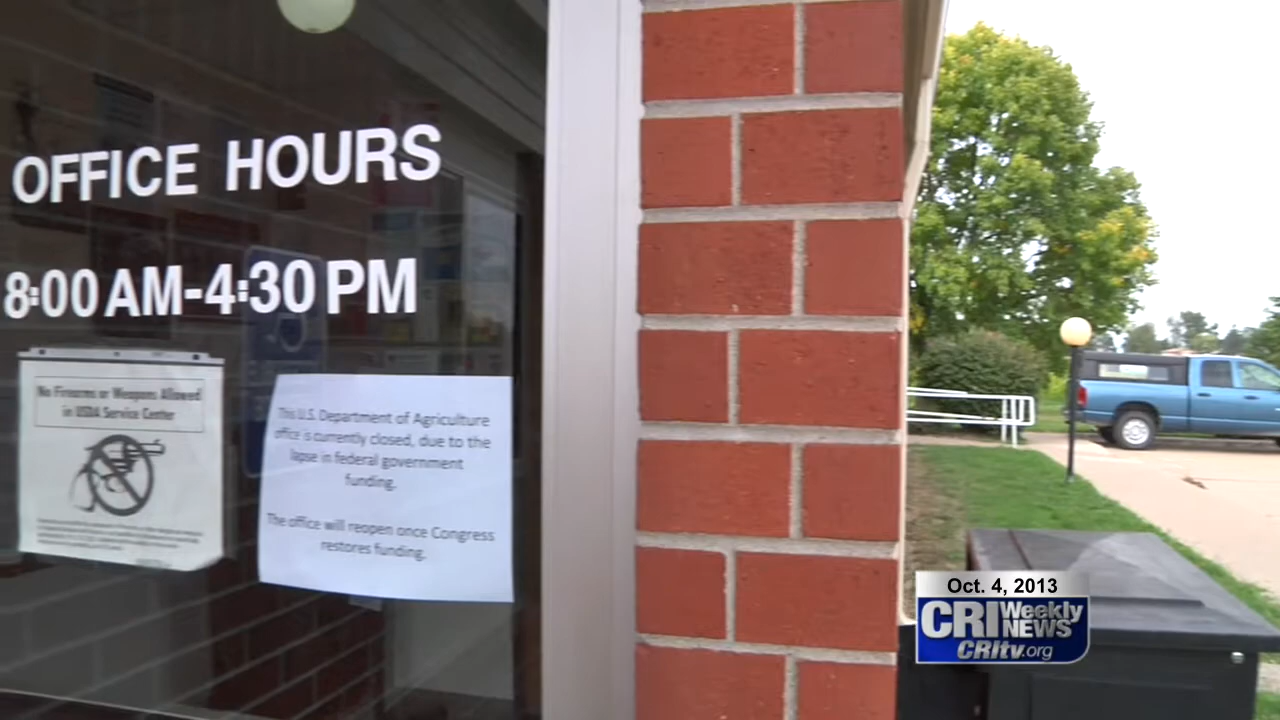 OFFICE HOURS
8:00 AM-4:30 PM
No Firearms or Weapons Allowed
in USDA Service Center
This U.S. Department of Agriculture
office is currently closed, due to the
lapse in federal government
funding.
The office will reopen once Congress
restores funding.
Oct. 4, 2013
CRI Weekly
NEWS
CRItv.org